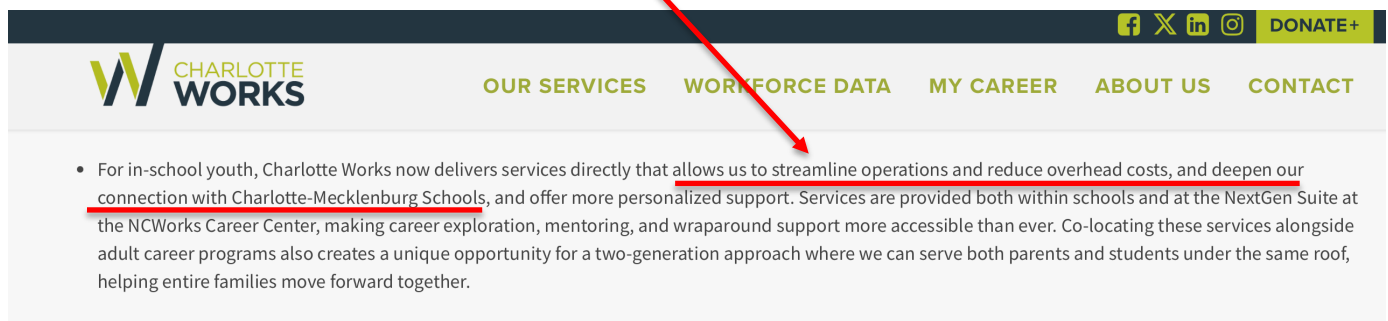 DONATE+
CHARLOTTE
WORKS
OUR SERVICES WORKFORCE DATA MY CAREER ABOUT US CONTACT
• For in-school youth, Charlotte Works now delivers services directly that allows us to streamline operations and reduce overhead costs, and deepen our
connection with Charlotte-Mecklenburg Schools, and offer more personalized support. Services are provided both within schools and at the NextGen Suite at
the NCWorks Career Center, making career exploration, mentoring, and wraparound support more accessible than ever. Co-locating these services alongside
adult career programs also creates a unique opportunity for a two-generation approach where we can serve both parents and students under the same roof,
helping entire families move forward together.